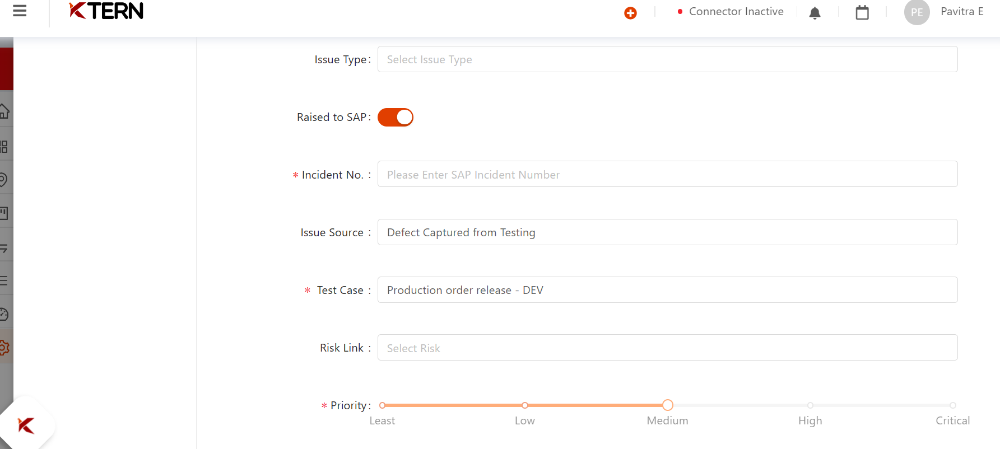 KTERN
Connector Inactive
PE
Pavitra E
Issue Type:
Select Issue Type
Raised to SAP:
* Incident No. :
Please Enter SAP Incident Number
Issue Source :
Defect Captured from Testing
* Test Case :
Production order release - DEV
Risk Link :
Select Risk
* Priority:
Least Low Medium High Critical